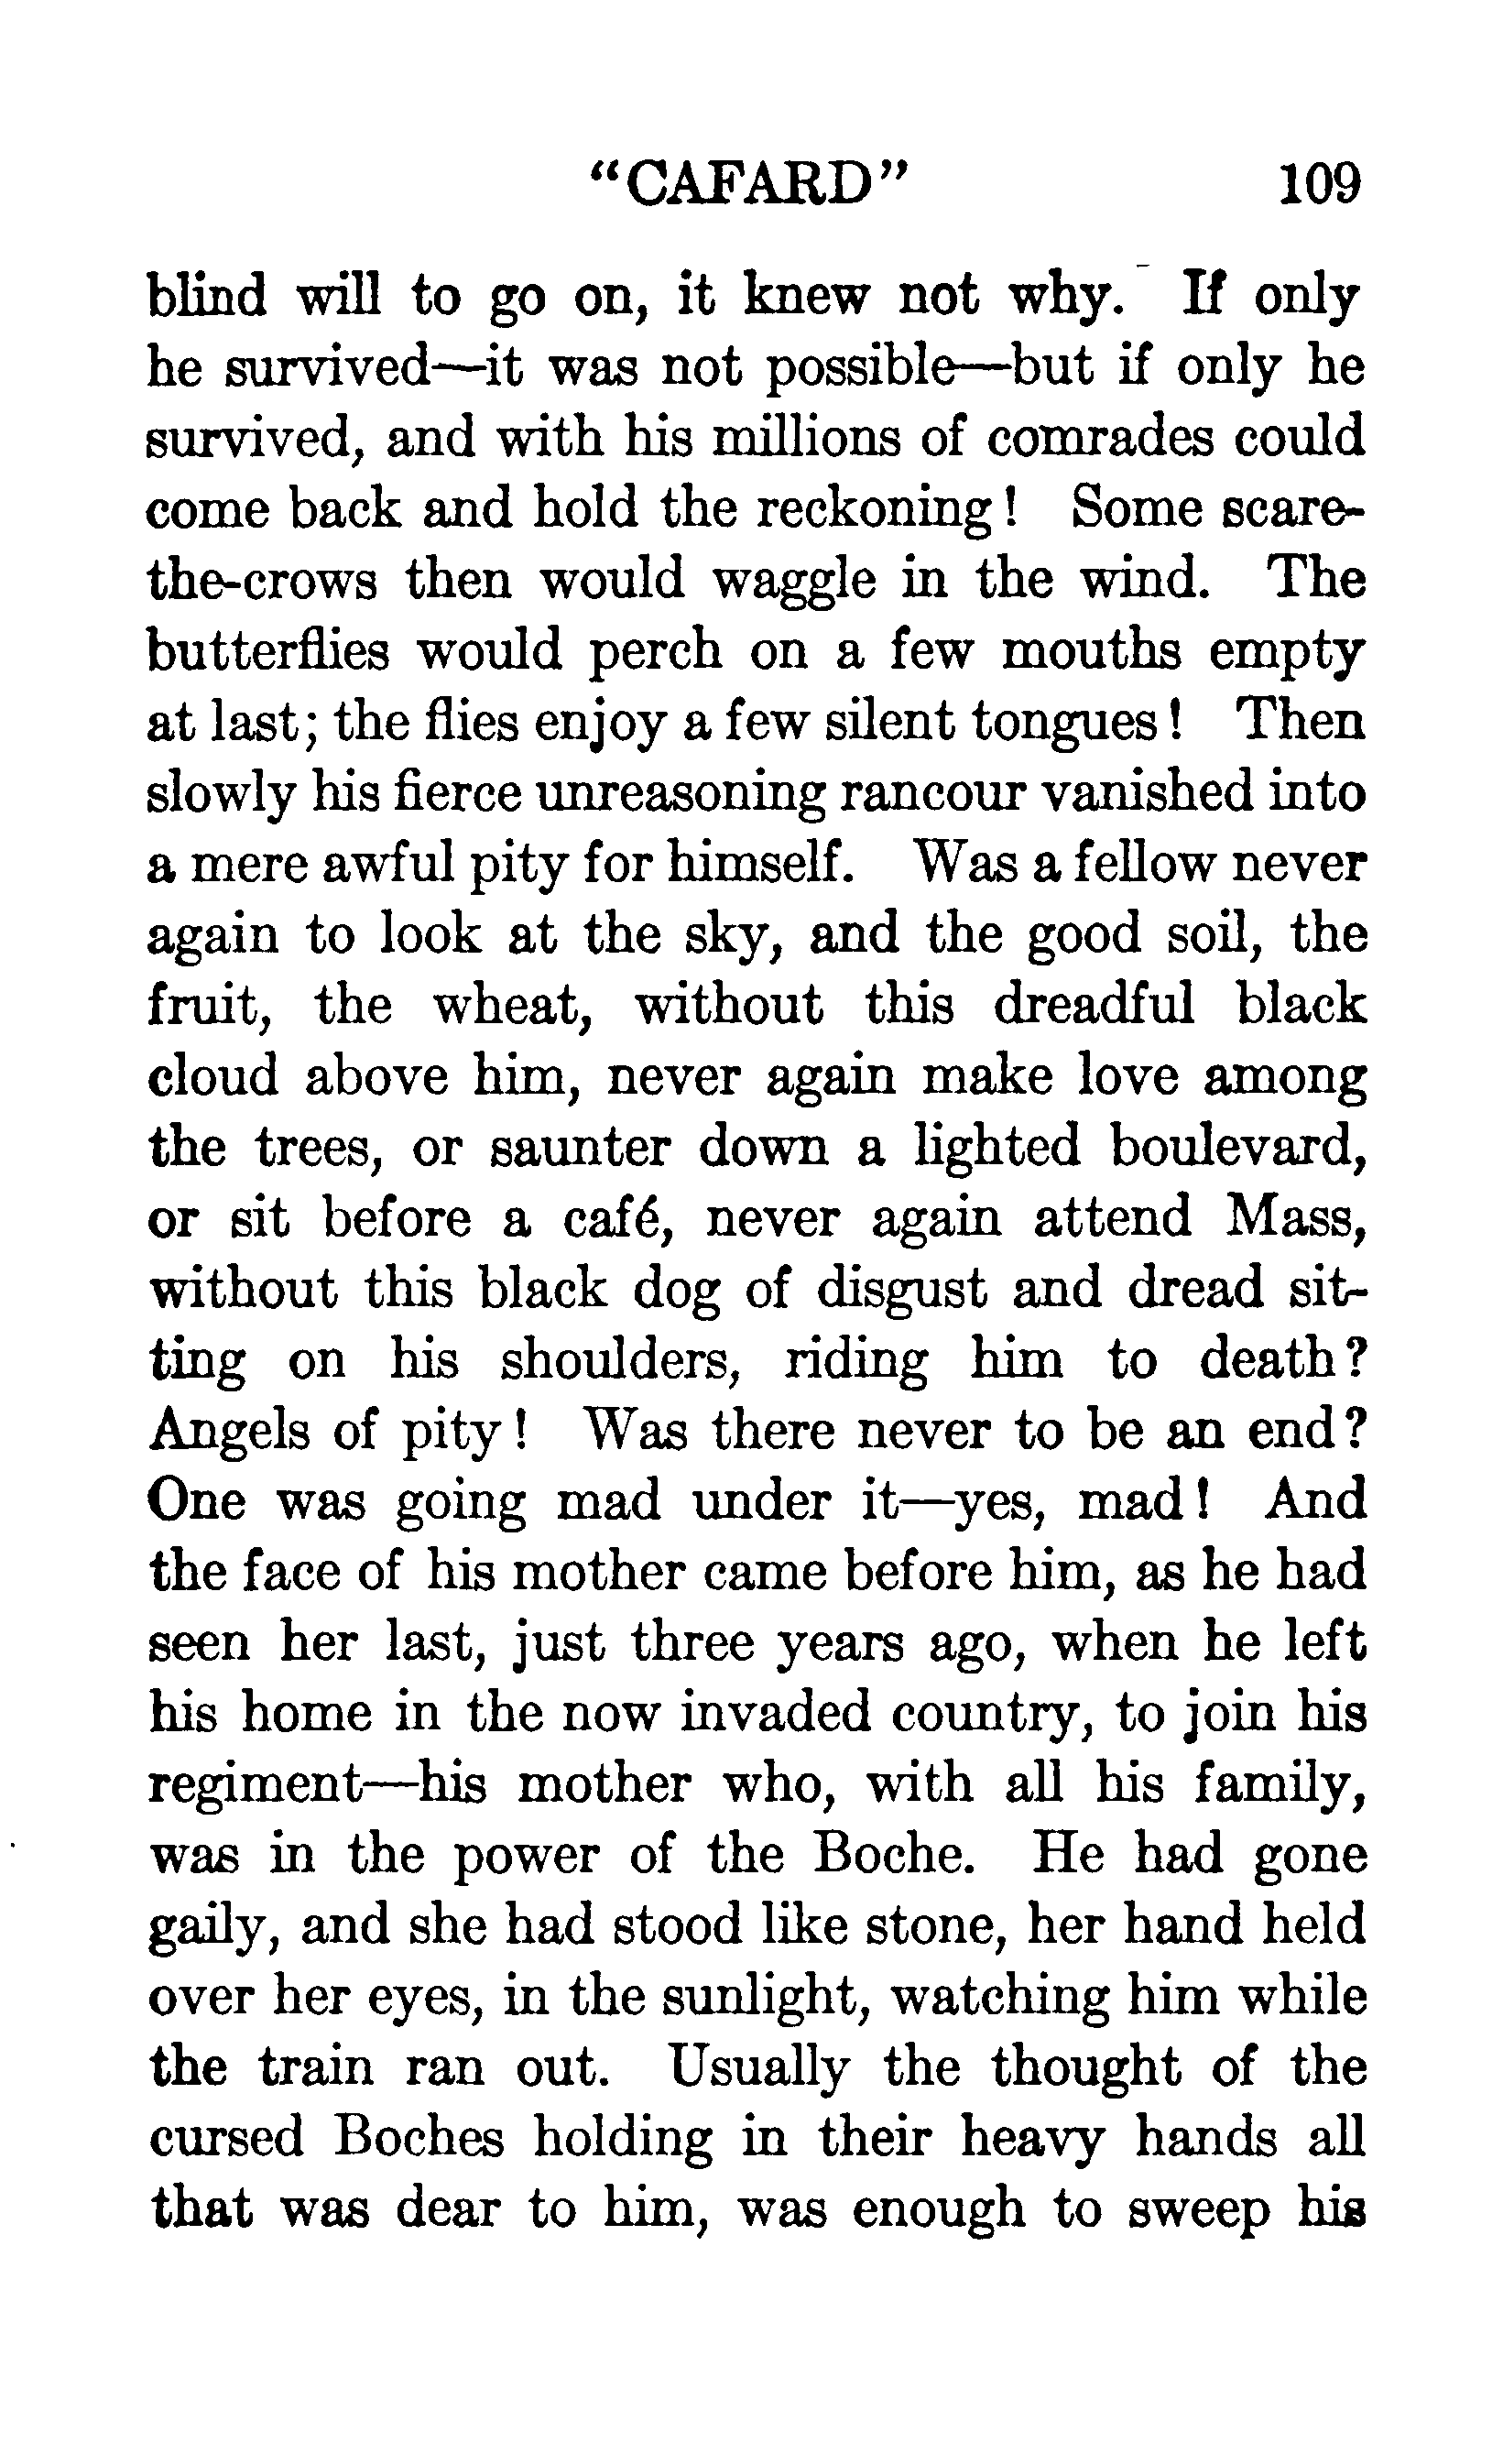 "CAFARD" 109
blind will to go on, it knew not why. If only
he survived—it was not possible—but if only he
survived, and with his millions of comrades could
come back and hold the reckoning! Some scare-
the-crows then would waggle in the wind. The
butterflies would perch on a few mouths empty
at last; the flies enjoy a few silent tongues! Then
slowly his fierce unreasoning rancour vanished into
a mere awful pity for himself. Was a fellow never
again to look at the sky, and the good soil, the
fruit, the wheat, without this dreadful black
cloud above him, never again make love among
the trees, or saunter down a lighted boulevard,
or sit before a café, never again attend Mass,
without this black dog of disgust and dread sit-
ting on his shoulders, riding him to death?
Angels of pity! Was there never to be an end?
One was going mad under it—yes, mad! And
the face of his mother came before him, as he had
seen her last, just three years ago, when he left
his home in the now invaded country, to join his
regiment—his mother who, with all his family,
was in the power of the Boche. He had gone
gaily, and she had stood like stone, her hand held
over her eyes, in the sunlight, watching him while
the train ran out. Usually the thought of the
cursed Boches holding in their heavy hands all
that was dear to him, was enough to sweep his